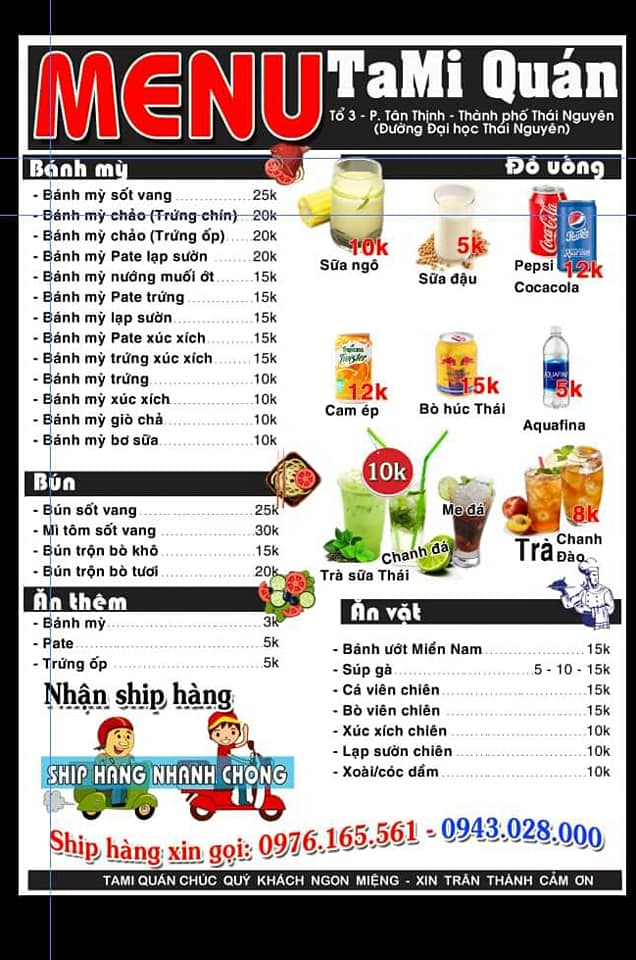 MENU
TaMi Quán
Tổ 3 - P. Tân Thịnh - Thành phố Thái Nguyên
(Đường Đại học Thái Nguyên)
Bánh mỳ
- Bánh mỳ sốt vang 25k
- Bánh mỳ chảo (Trứng chín) 20k
- Bánh mỳ chảo (Trứng ốp) 20k
- Bánh mỳ Pate lạp sườn 20k
- Bánh mỳ nướng muối ớt 15k
- Bánh mỳ Pate trứng 15k
- Bánh mỳ lạp sườn 15k
- Bánh mỳ Pate xúc xích 15k
- Bánh mỳ trứng xúc xích 15k
- Bánh mỳ trứng 10k
- Bánh mỳ xúc xích 10k
- Bánh mỳ giò chả 10k
- Bánh mỳ bơ sữa 10k
Bún
- Bún sốt vang 25k
- Mì tôm sốt vang 30k
- Bún trộn bò khô 15k
- Bún trộn bò tươi 20k
Ăn thêm
- Bánh mỳ 3k
- Pate 5k
- Trứng ốp 5k
Đồ uống
10k
Sữa ngô
5k
Sữa đậu
Coca-Cola
pepsi
Pepsi 12k
Cocacola
Tropicana
Twister
12k
Cam ép
15k
Bò húc Thái
AQUAFINA
5k
Aquafina
10k
Trà sữa Thái
Chanh đá
Me đá
8k
Trà Chanh
Đào
Ăn vặt
- Bánh ướt Miền Nam 15k
- Súp gà 5 - 10 - 15k
- Cá viên chiên 15k
- Bò viên chiên 15k
- Xúc xích chiên 10k
- Lạp sườn chiên 10k
- Xoài/cóc dầm 10k
Nhận ship hàng
SHIP HÀNG NHANH CHÓNG
Ship hàng xin gọi: 0976.165.561 - 0943.028.000
TAMI QUÁN CHÚC QUÝ KHÁCH NGON MIỆNG - XIN TRÂN THÀNH CẢM ƠN